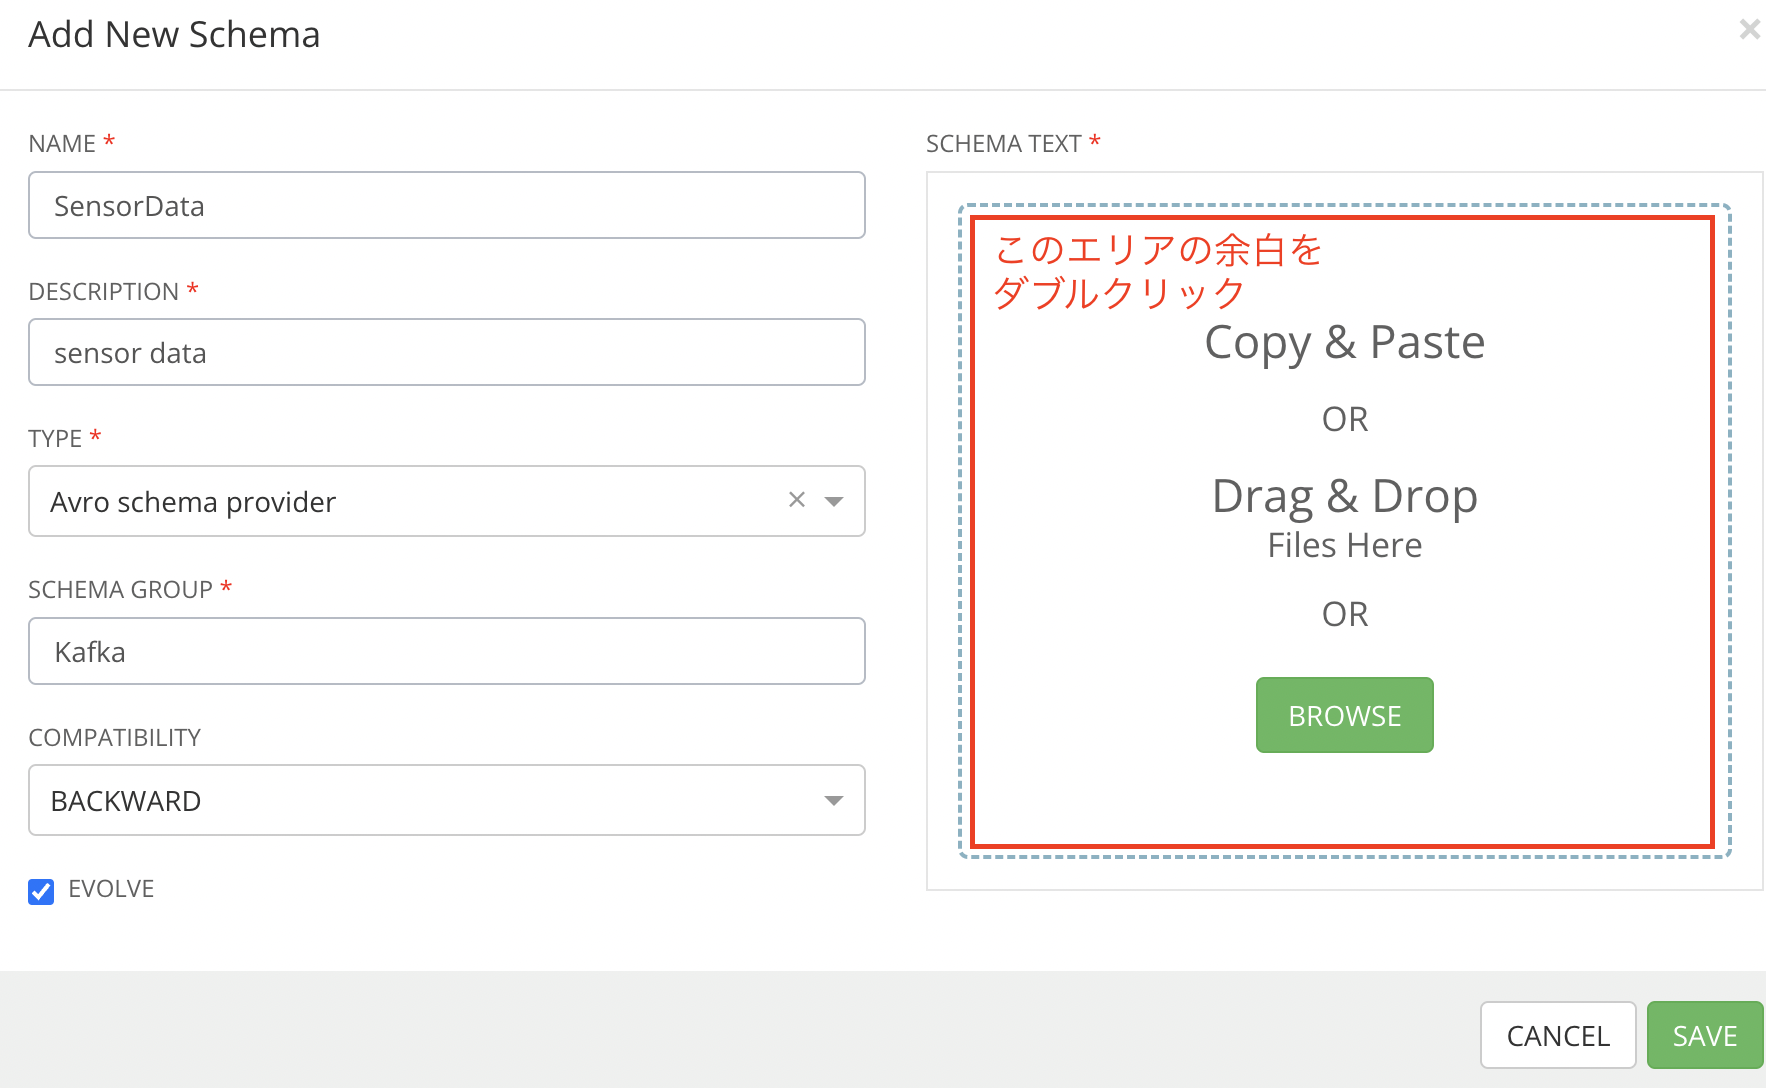 Add New Schema
×
NAME *
SensorData
DESCRIPTION *
sensor data
TYPE *
Avro schema provider
×
SCHEMA GROUP *
Kafka
COMPATIBILITY
BACKWARD
EVOLVE
SCHEMA TEXT *
このエリアの余白を
ダブルクリック
Copy & Paste
OR
Drag & Drop
Files Here
OR
BROWSE
CANCEL
SAVE